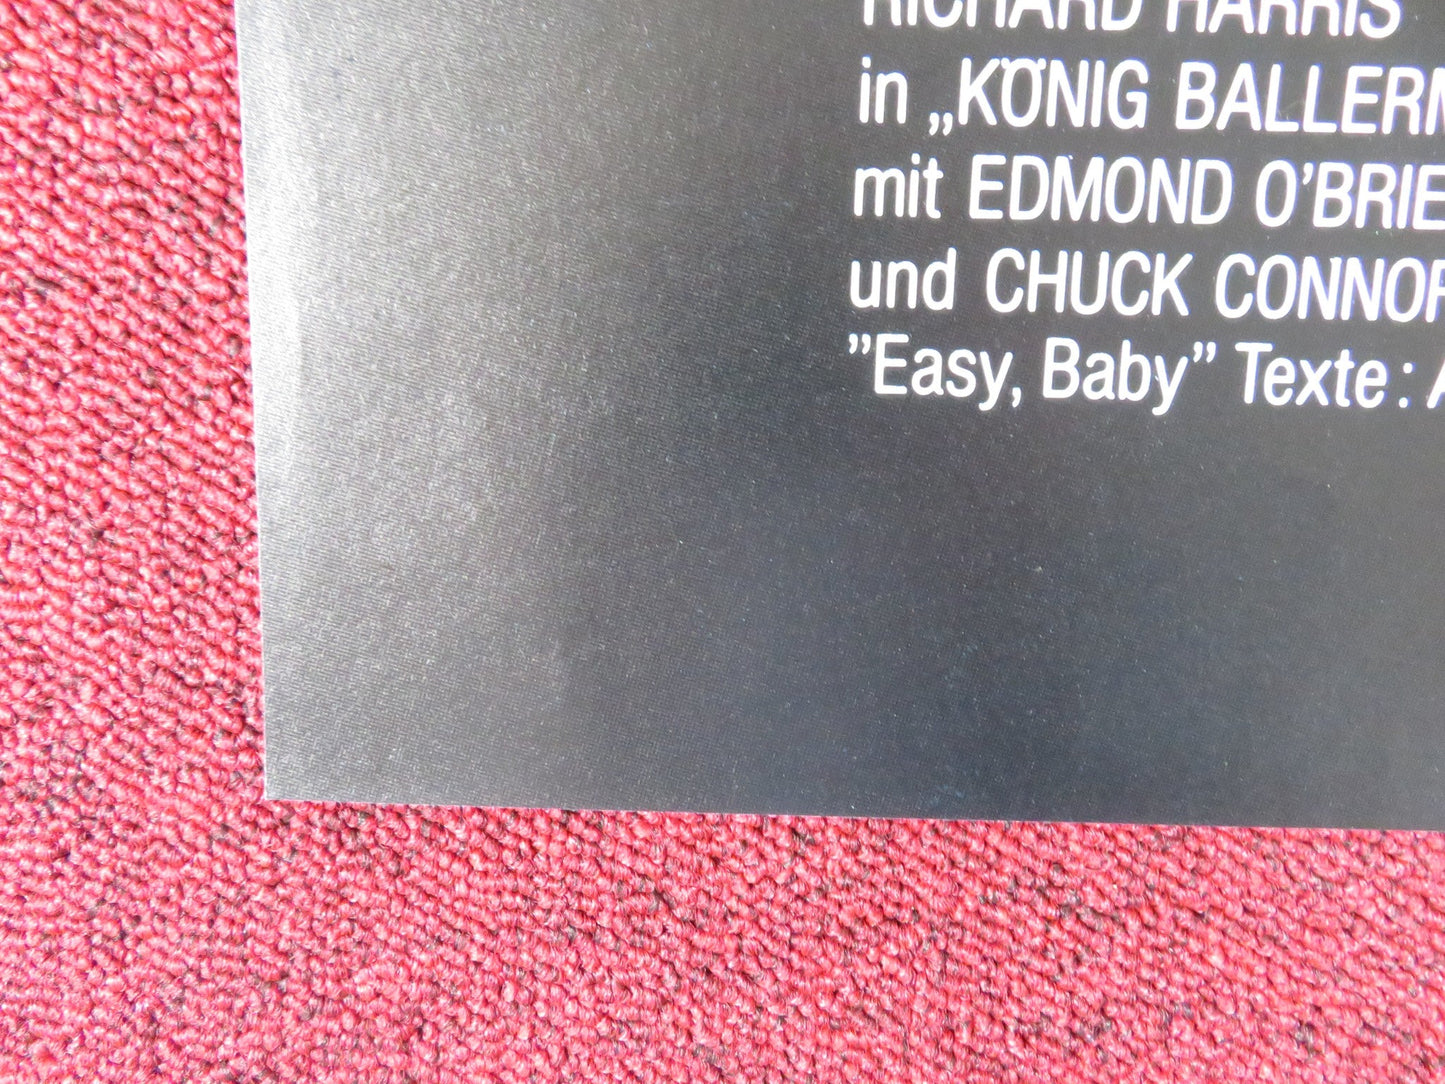 RICHARD HARRIS
in „KÖNIG BALLERM
mit EDMOND O’BRIE
und CHUCK CONNOR
”Easy, Baby” Texte: A